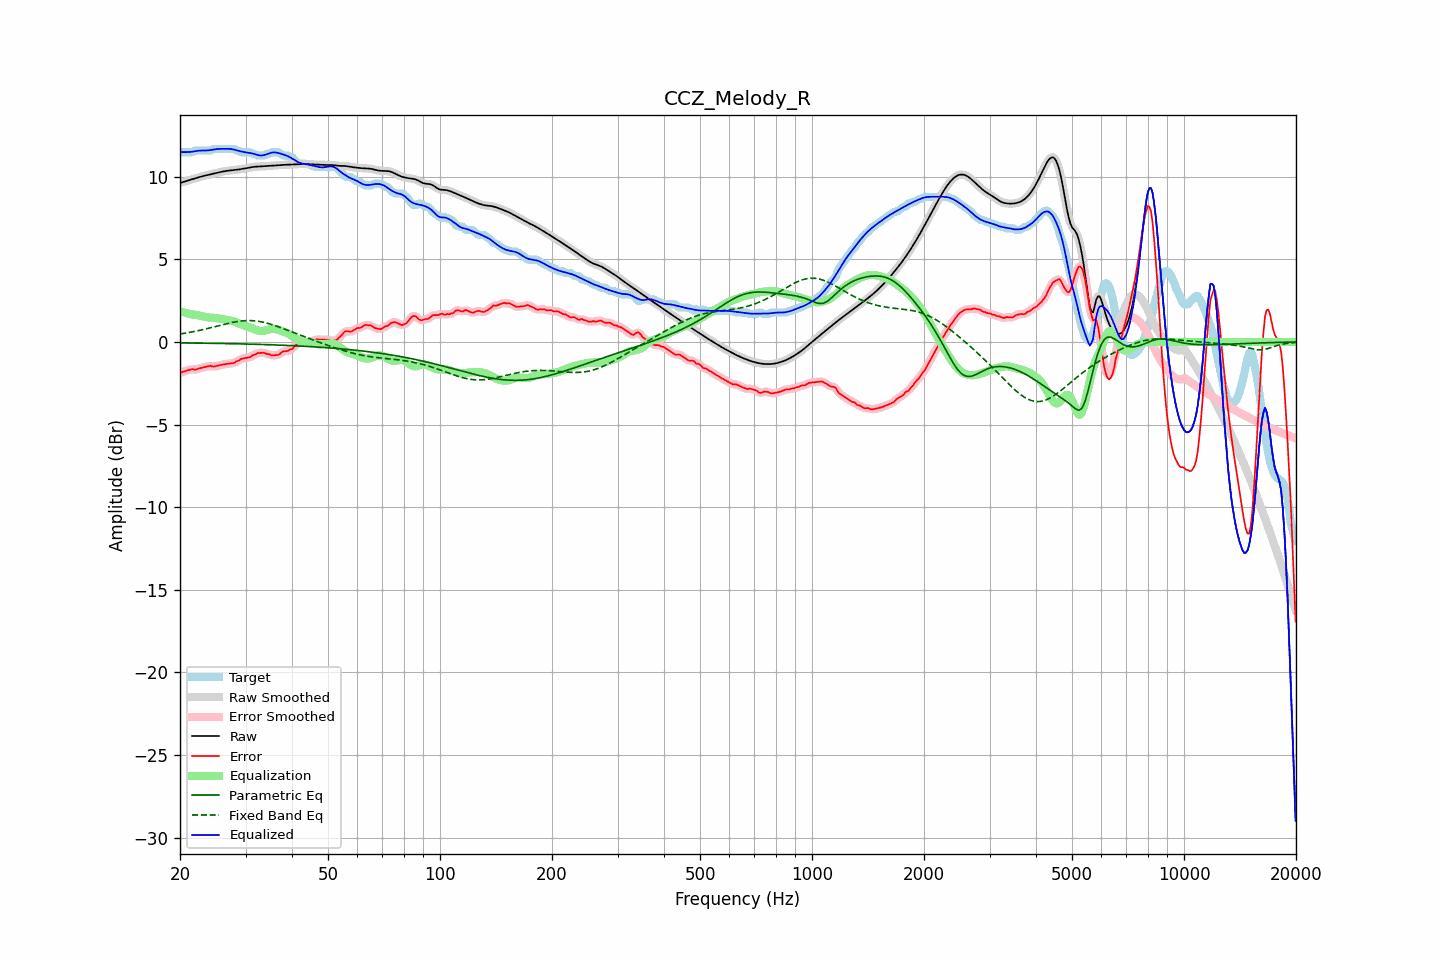 CCZ_Melody_R
Amplitude (dBr)
10
5
0
−5
−10
−15
−20
−25
−30
Target
Raw Smoothed
Error Smoothed
Raw
Error
Equalization
Parametric Eq
Fixed Band Eq
Equalized
20 50 100 200 500 1000 2000 5000 10000 20000
Frequency (Hz)